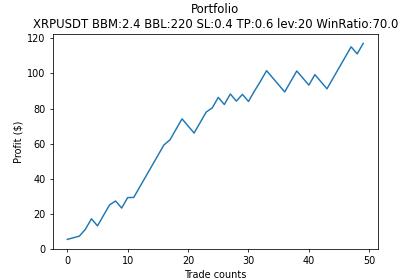 Portfolio
XRPUSDT BBM:2.4 BBL:220 SL:0.4 TP:0.6 lev:20 WinRatio:70.0
120
100
80
60
40
20
0
Profit ($)
0 10 20 30 40 50
Trade counts